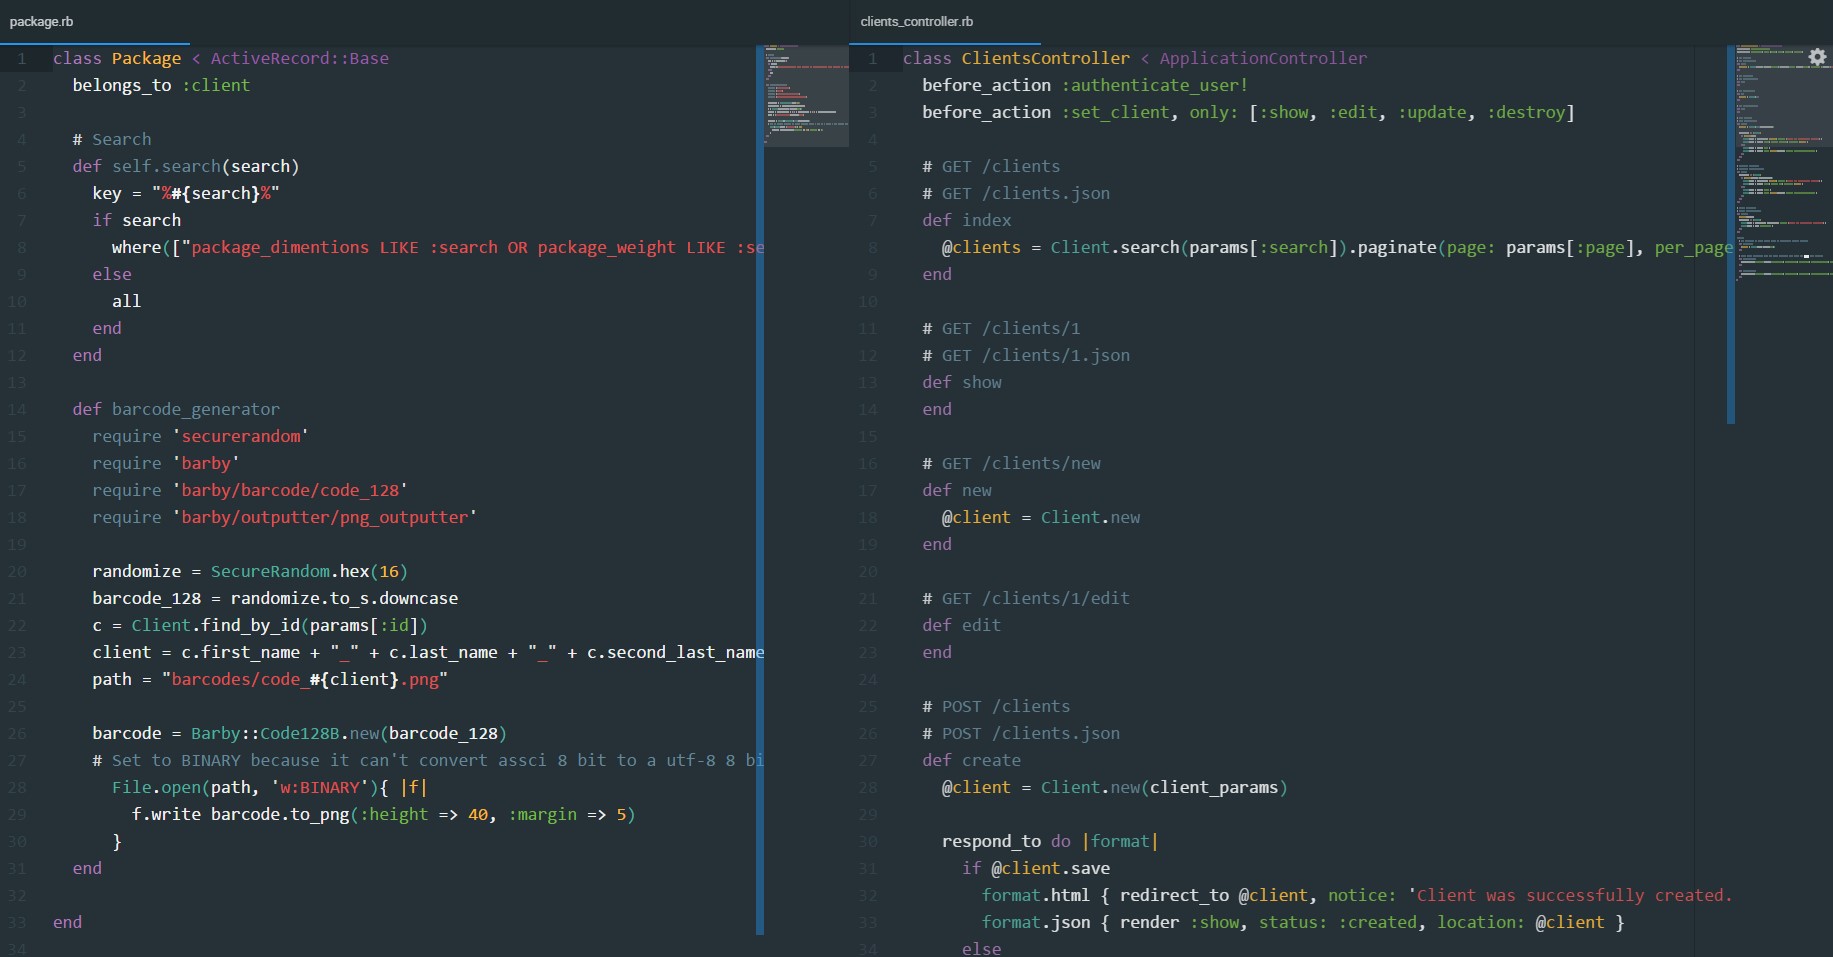 package.rb
1 class Package < ActiveRecord::Base
2   belongs_to :client
3
4   # Search
5   def self.search(search)
6     key = "%#{search}%"
7     if search
8       where(["package_dimentions LIKE :search OR package_weight LIKE :se
9     else
10       all
11     end
12   end
13
14   def barcode_generator
15     require 'securerandom'
16     require 'barby'
17     require 'barby/barcode/code_128'
18     require 'barby/outputter/png_outputter'
19
20     randomize = SecureRandom.hex(16)
21     barcode_128 = randomize.to_s.downcase
22     c = Client.find_by_id(params[:id])
23     client = c.first_name + "_" + c.last_name + "_" + c.second_last_name
24     path = "barcodes/code_#{client}.png"
25
26     barcode = Barby::Code128B.new(barcode_128)
27     # Set to BINARY because it can't convert assci 8 bit to a utf-8 8 bi
28       File.open(path, 'w:BINARY'){ |f|
29         f.write barcode.to_png(:height => 40, :margin => 5)
30       }
31   end
32
33 end
34
clients_controller.rb
1 class ClientsController < ApplicationController
2   before_action :authenticate_user!
3   before_action :set_client, only: [:show, :edit, :update, :destroy]
4
5   # GET /clients
6   # GET /clients.json
7   def index
8     @clients = Client.search(params[:search]).paginate(page: params[:page], per_page
9   end
10
11   # GET /clients/1
12   # GET /clients/1.json
13   def show
14   end
15
16   # GET /clients/new
17   def new
18     @client = Client.new
19   end
20
21   # GET /clients/1/edit
22   def edit
23   end
24
25   # POST /clients
26   # POST /clients.json
27   def create
28     @client = Client.new(client_params)
29
30     respond_to do |format|
31       if @client.save
32         format.html { redirect_to @client, notice: 'Client was successfully created.
33         format.json { render :show, status: :created, location: @client }
34       else